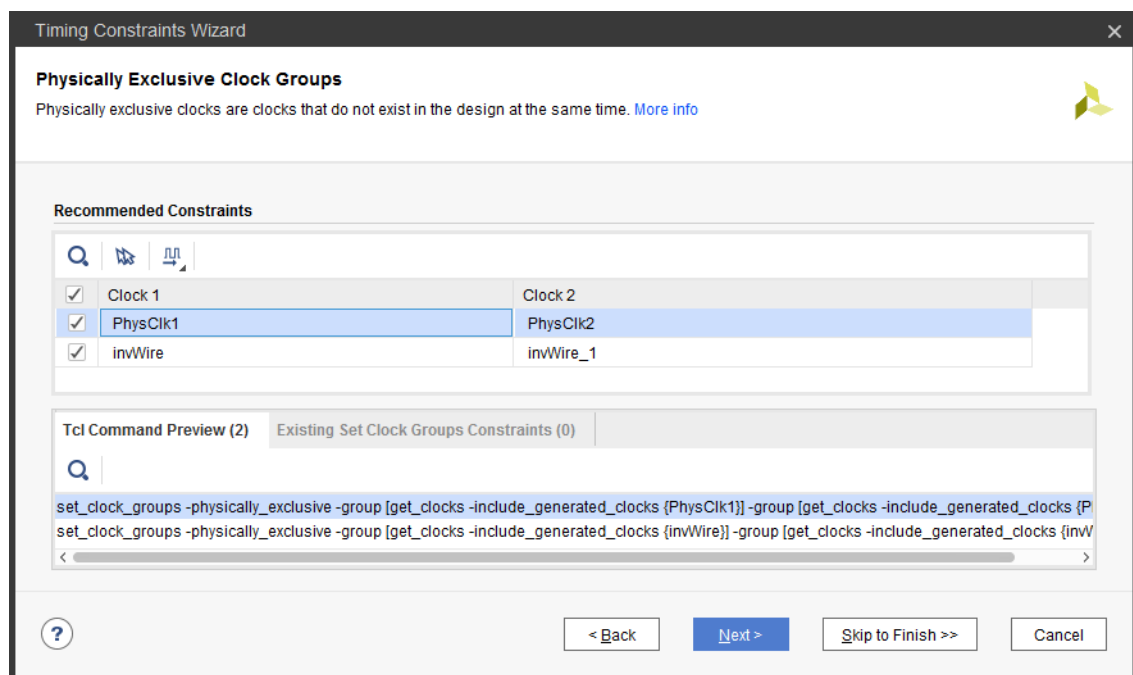 Timing Constraints Wizard
Physically Exclusive Clock Groups
Physically exclusive clocks are clocks that do not exist in the design at the same time. More info
Recommended Constraints
Clock 1 Clock 2
PhysClk1 PhysClk2
invWire invWire_1
Tcl Command Preview (2) Existing Set Clock Groups Constraints (0)
set_clock_groups -physically_exclusive -group [get_clocks -include_generated_clocks {PhysClk1}] -group [get_clocks -include_generated_clocks {P
set_clock_groups -physically_exclusive -group [get_clocks -include_generated_clocks {invWire}] -group [get_clocks -include_generated_clocks {invW
? < Back Next > Skip to Finish >> Cancel